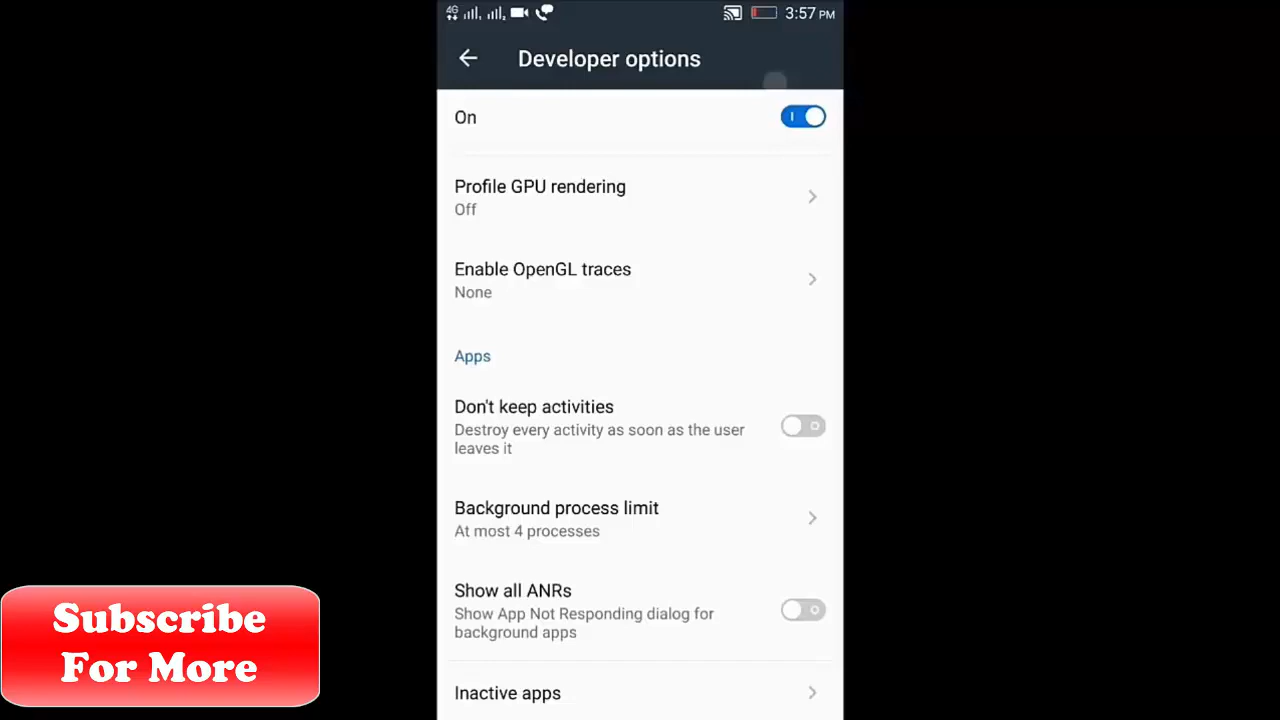 4G 3:57 PM
Developer options
On
Profile GPU rendering
Off
Enable OpenGL traces
None
Apps
Don't keep activities
Destroy every activity as soon as the user
leaves it
Background process limit
At most 4 processes
Show all ANRs
Show App Not Responding dialog for
background apps
Inactive apps
Subscribe
For More